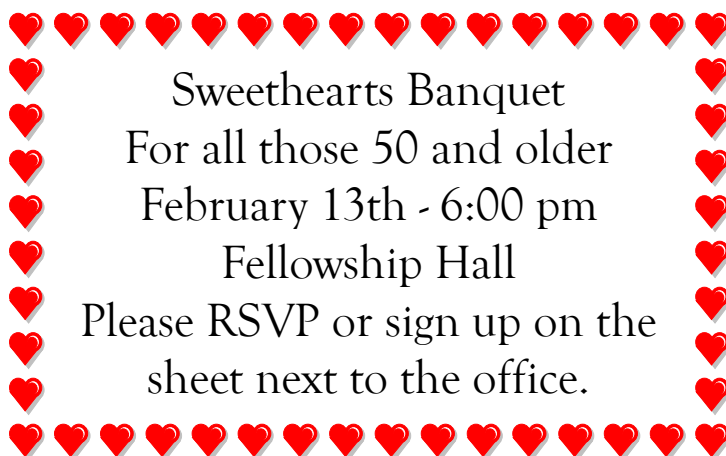 Sweethearts Banquet
For all those 50 and older
February 13th - 6:00 pm
Fellowship Hall
Please RSVP or sign up on the
sheet next to the office.